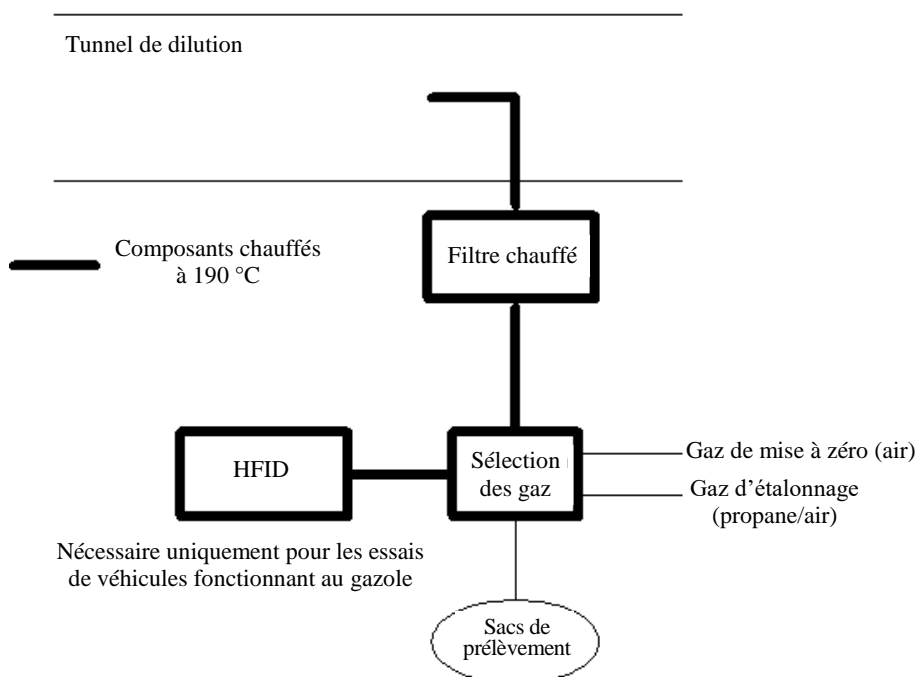 Tunnel de dilution
Composants chauffés
à 190 °C
Filtre chauffé
HFID
Sélection
des gaz
Gaz de mise à zéro (air)
Gaz d’étalonnage
(propane/air)
Nécessaire uniquement pour les essais
de véhicules fonctionnant au gazole
Sacs de
prélèvement